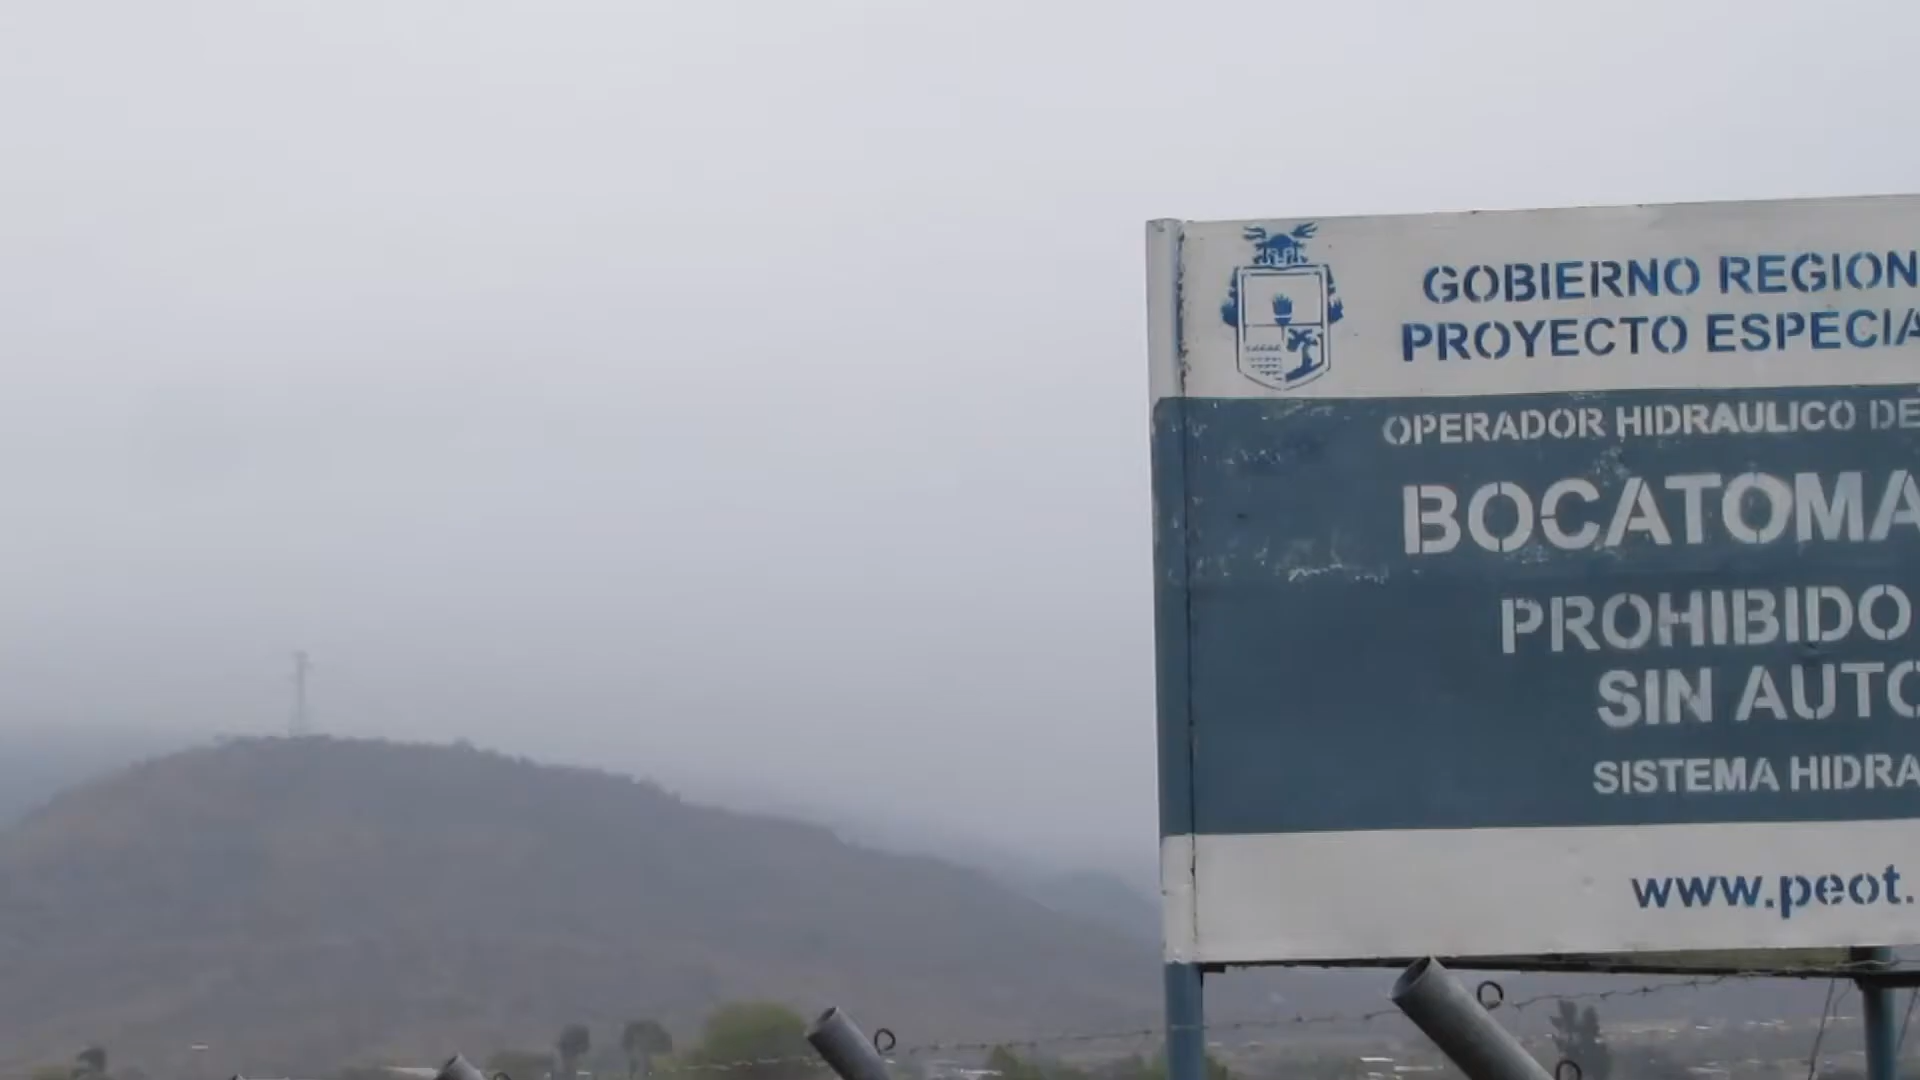 GOBIERNO REGION
PROYECTO ESPECIA
OPERADOR HIDRAULICO DE
BOCATOMA
PROHIBIDO
SIN AUTO
SISTEMA HIDRA
www.peot.